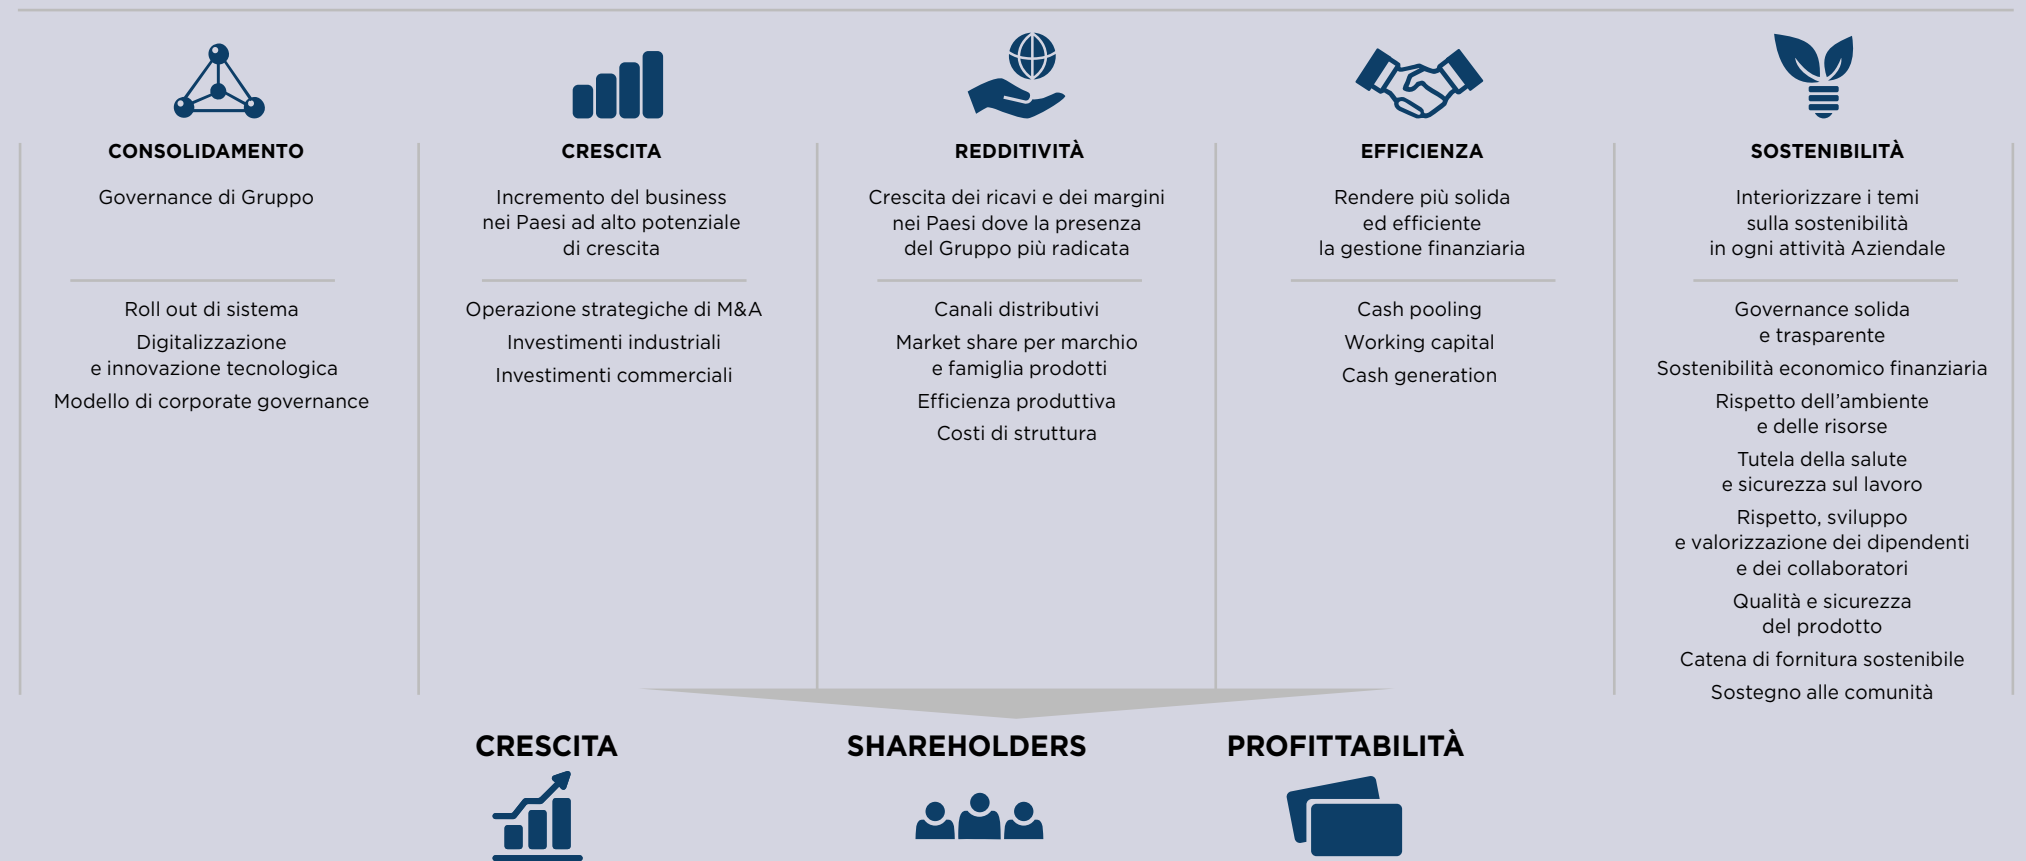 CONSOLIDAMENTO
Governance di Gruppo
Roll out di sistema
Digitalizzazione
e innovazione tecnologica
Modello di corporate governance
CRESCITA
Incremento del business
nei Paesi ad alto potenziale
di crescita
Operazione strategiche di M&A
Investimenti industriali
Investimenti commerciali
REDDITIVITÀ
Crescita dei ricavi e dei margini
nei Paesi dove la presenza
del Gruppo più radicata
Canali distributivi
Market share per marchio
e famiglia prodotti
Efficienza produttiva
Costi di struttura
EFFICIENZA
Rendere più solida
ed efficiente
la gestione finanziaria
Cash pooling
Working capital
Cash generation
SOSTENIBILITÀ
Interiorizzare i temi
sulla sostenibilità
in ogni attività Aziendale
Governance solida
e trasparente
Sostenibilità economico finanziaria
Rispetto dell’ambiente
e delle risorse
Tutela della salute
e sicurezza sul lavoro
Rispetto, sviluppo
e valorizzazione dei dipendenti
e dei collaboratori
Qualità e sicurezza
del prodotto
Catena di fornitura sostenibile
Sostegno alle comunità
CRESCITA
SHAREHOLDERS
PROFITTABILITÀ